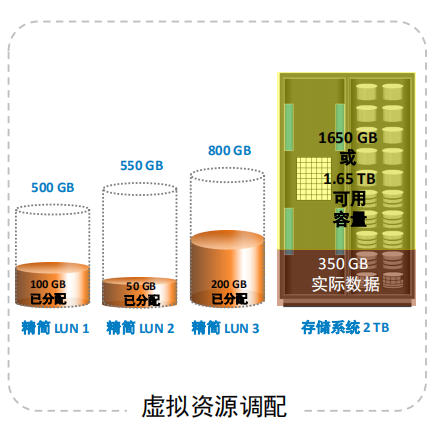 500 GB
550 GB
800 GB
1650 GB
或
1.65 TB
可用
容量
100 GB
已分配
50 GB
已分配
200 GB
已分配
350 GB
实际数据
精简 LUN 1
精简 LUN 2
精简 LUN 3
存储系统 2 TB
虚拟资源调配